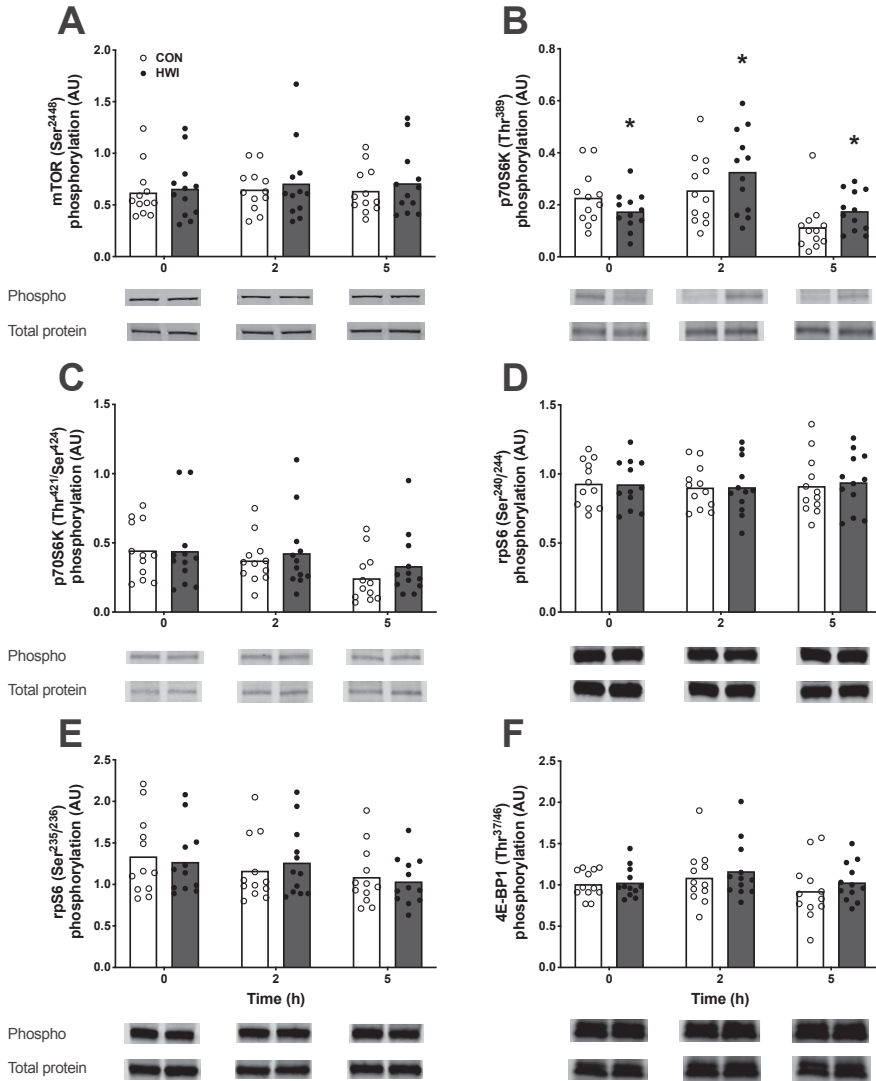 A
mTOR (Ser2448)
phosphorylation (AU)
2.0
1.5
1.0
0.5
0.0
CON
HWI
0 2 5
Phospho
Total protein
B
p70S6K (Thr389)
phosphorylation (AU)
0.8
0.6
0.4
0.2
0.0
* * *
0 2 5
C
p70S6K (Thr421/Ser424)
phosphorylation (AU)
1.5
1.0
0.5
0.0
0 2 5
Phospho
Total protein
D
rpS6 (Ser240/244)
phosphorylation (AU)
1.5
1.0
0.5
0.0
0 2 5
E
rpS6 (Ser235/236)
phosphorylation (AU)
2.5
2.0
1.5
1.0
0.5
0.0
0 2 5
Time (h)
Phospho
Total protein
F
4E-BP1 (Thr37/46)
phosphorylation (AU)
2.5
2.0
1.5
1.0
0.5
0.0
0 2 5
Time (h)